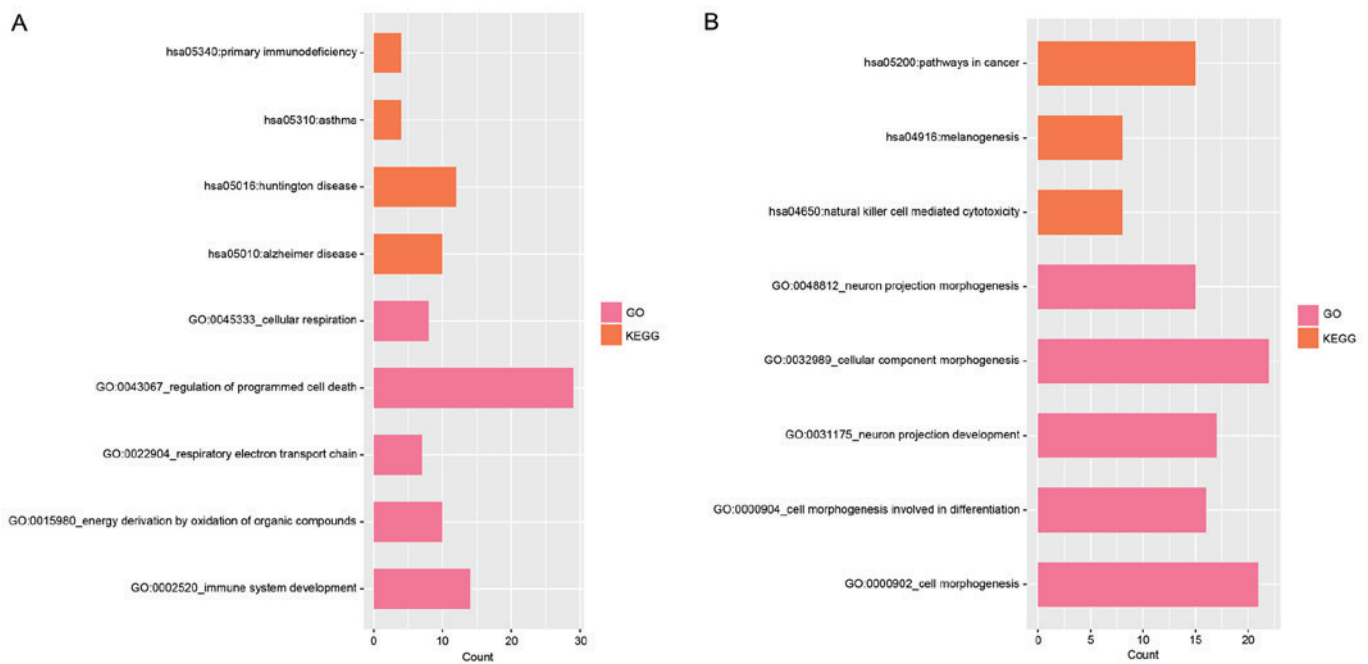 A
hsa05340:primary immunodeficiency
hsa05310:asthma
hsa05016:huntington disease
hsa05010:alzheimer disease
GO:0045333_cellular respiration
GO:0043067_regulation of programmed cell death
GO:0022904_respiratory electron transport chain
GO:0015980_energy derivation by oxidation of organic compounds
GO:0002520_immune system development
0 10 20 30
Count
GO
KEGG
B
hsa05200:pathways in cancer
hsa04916:melanogenesis
hsa04650:natural killer cell mediated cytotoxicity
GO:0048812_neuron projection morphogenesis
GO:0032989_cellular component morphogenesis
GO:0031175_neuron projection development
GO:0000904_cell morphogenesis involved in differentiation
GO:0000902_cell morphogenesis
0 5 10 15 20
Count
GO
KEGG